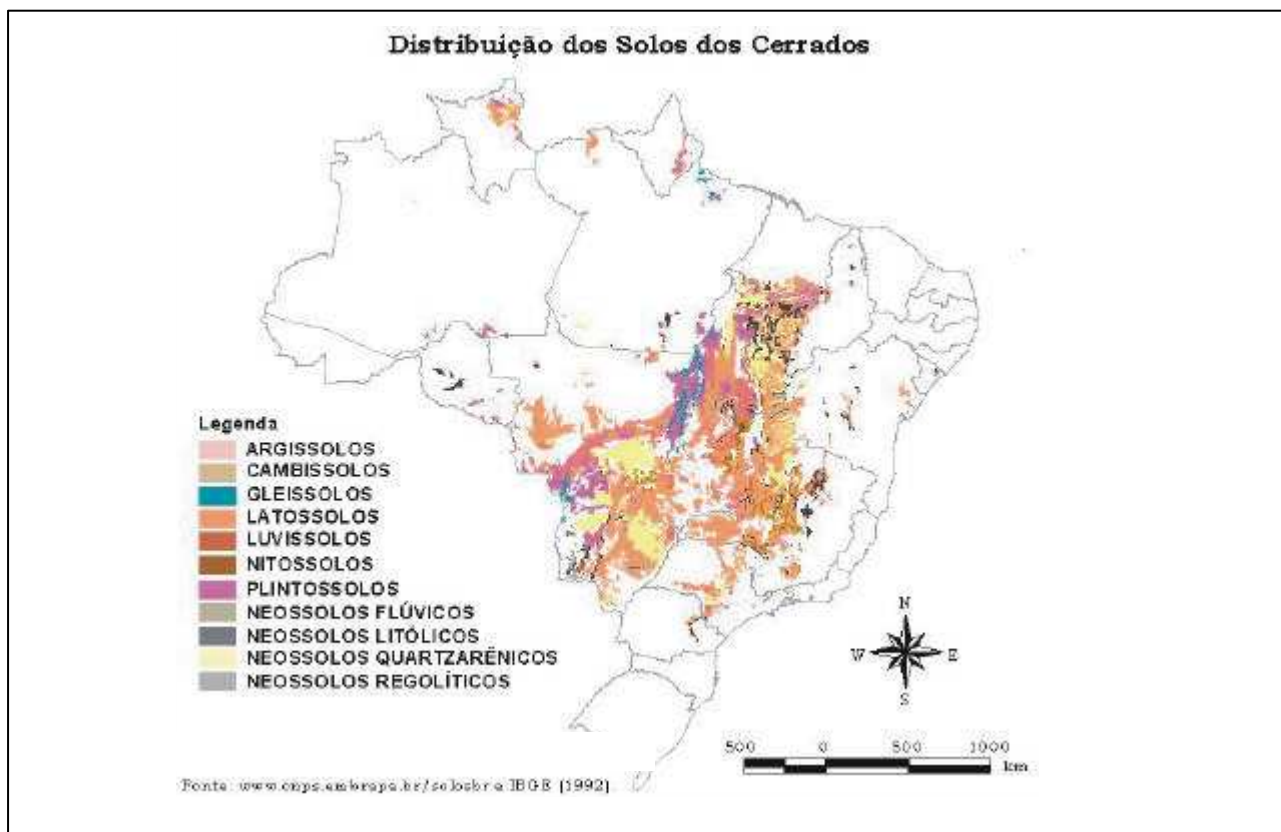 Distribuição dos Solos dos Cerrados
Legenda
ARGISSOLOS
CAMBISSOLOS
GLEISSOLOS
LATOSSOLOS
LUVISSOLOS
NITOSSOLOS
PLINTOSSOLOS
NEOSSOLOS FLÚVICOS
NEOSSOLOS LITÓLICOS
NEOSSOLOS QUARTZARÊNICOS
NEOSSOLOS REGOLÍTICOS
N
W E
S
500 0 500 1000
km
Fonte: www.cnps.embrapa.br/solosbr e IBGE (1992)